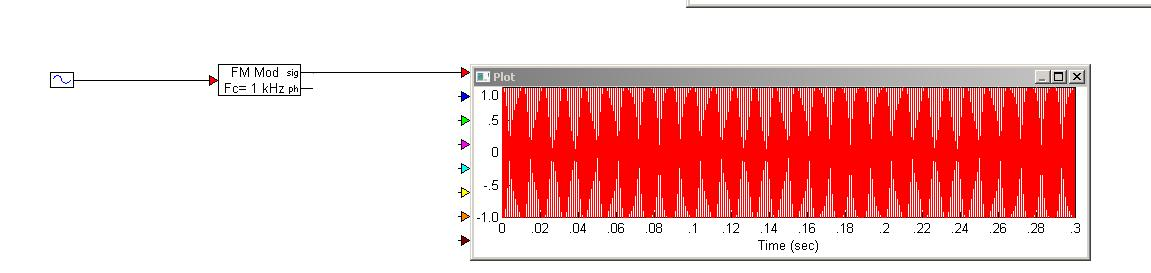 FM Mod sig
Fc= 1 kHz ph
Plot
1.0
.5
0
-.5
-1.0
0 .02 .04 .06 .08 .1 .12 .14 .16 .18 .2 .22 .24 .26 .28 .3
Time (sec)